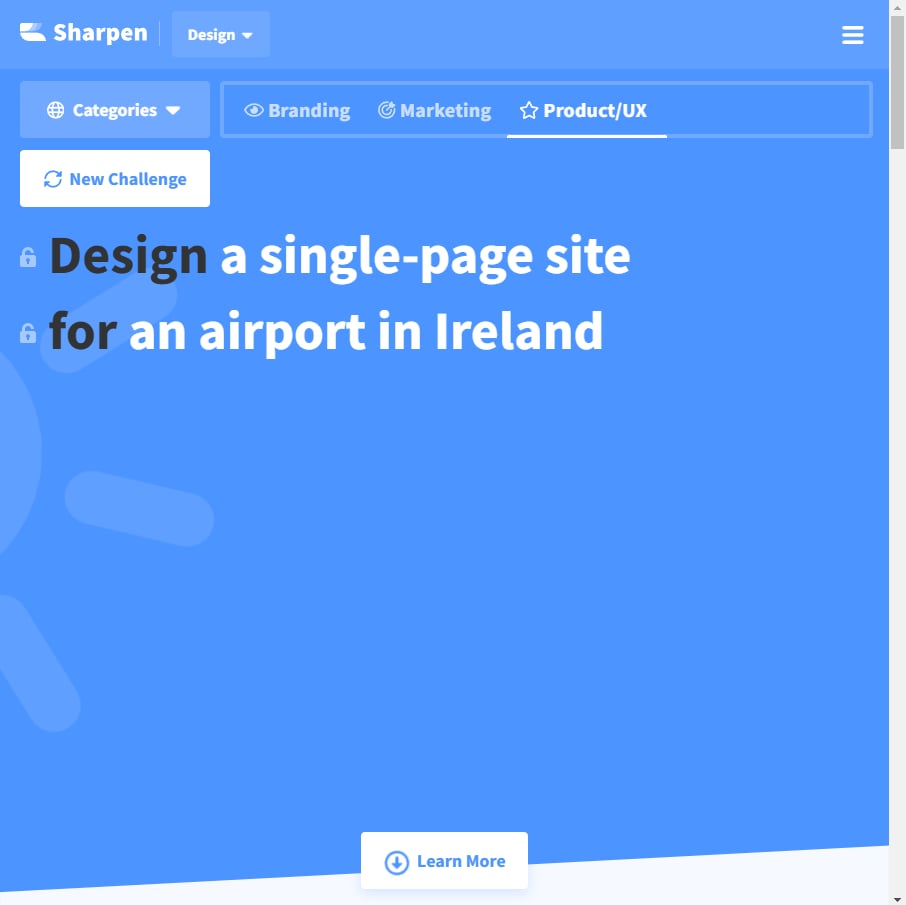 Sharpen
Design
Categories
Branding
Marketing
Product/UX
New Challenge
Design a single-page site
for an airport in Ireland
Learn More